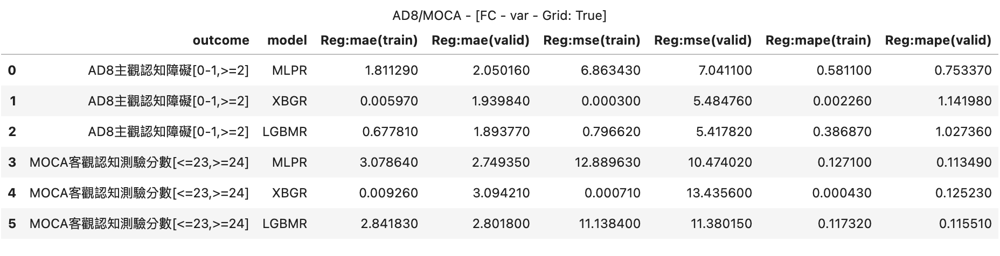 AD8/MOCA - [FC - var - Grid: True]
outcome model Reg:mae(train) Reg:mae(valid) Reg:mse(train) Reg:mse(valid) Reg:mape(train) Reg:mape(valid)
0 AD8主觀認知障礙[0-1,>=2] MLPR 1.811290 2.050160 6.863430 7.041100 0.581100 0.753370
1 AD8主觀認知障礙[0-1,>=2] XBGR 0.005970 1.939840 0.000300 5.484760 0.002260 1.141980
2 AD8主觀認知障礙[0-1,>=2] LGBMR 0.677810 1.893770 0.796620 5.417820 0.386870 1.027360
3 MOCA客觀認知測驗分數[<=23,>=24] MLPR 3.078640 2.749350 12.889630 10.474020 0.127100 0.113490
4 MOCA客觀認知測驗分數[<=23,>=24] XBGR 0.009260 3.094210 0.000710 13.435600 0.000430 0.125230
5 MOCA客觀認知測驗分數[<=23,>=24] LGBMR 2.841830 2.801800 11.138400 11.380150 0.117320 0.115510